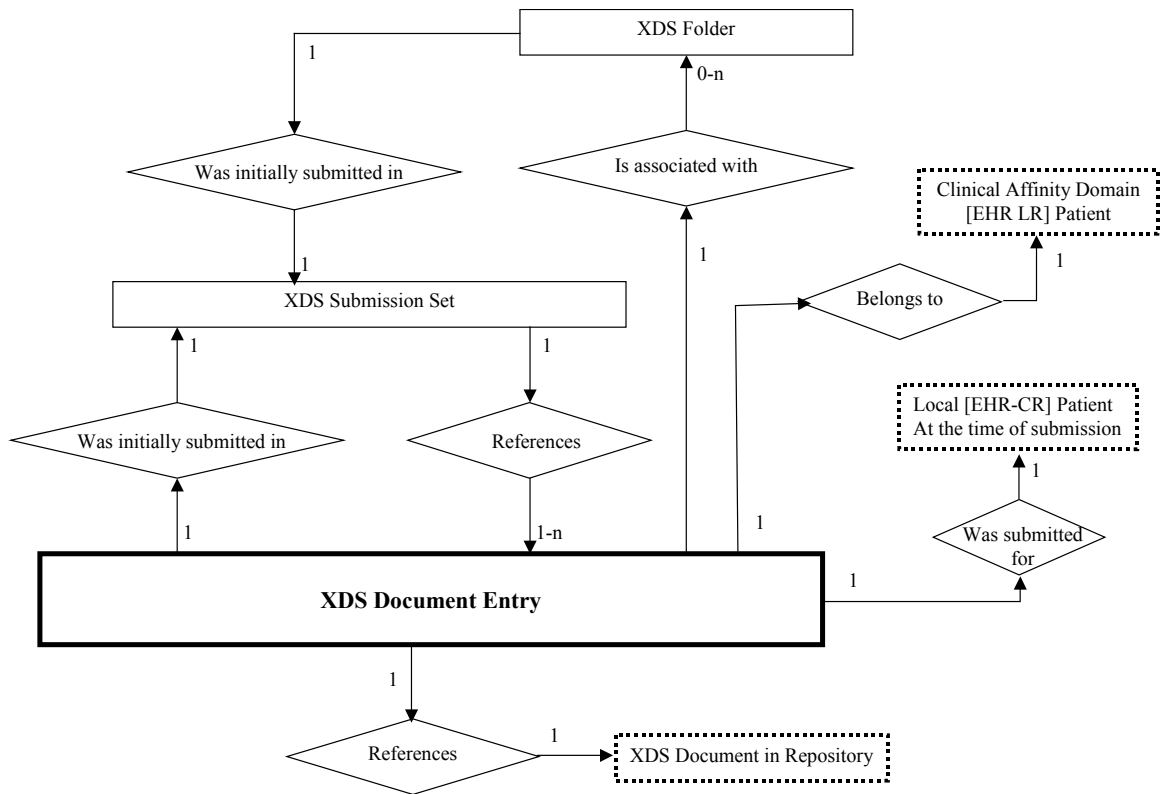 XDS Folder
1
0-n
Was initially submitted in
Is associated with
Clinical Affinity Domain
[EHR LR] Patient
1
1
1
XDS Submission Set
Belongs to
1
1
Local [EHR-CR] Patient
At the time of submission
Was initially submitted in
References
1
1
1-n
1
Was submitted
for
XDS Document Entry
1
1
References
1
XDS Document in Repository